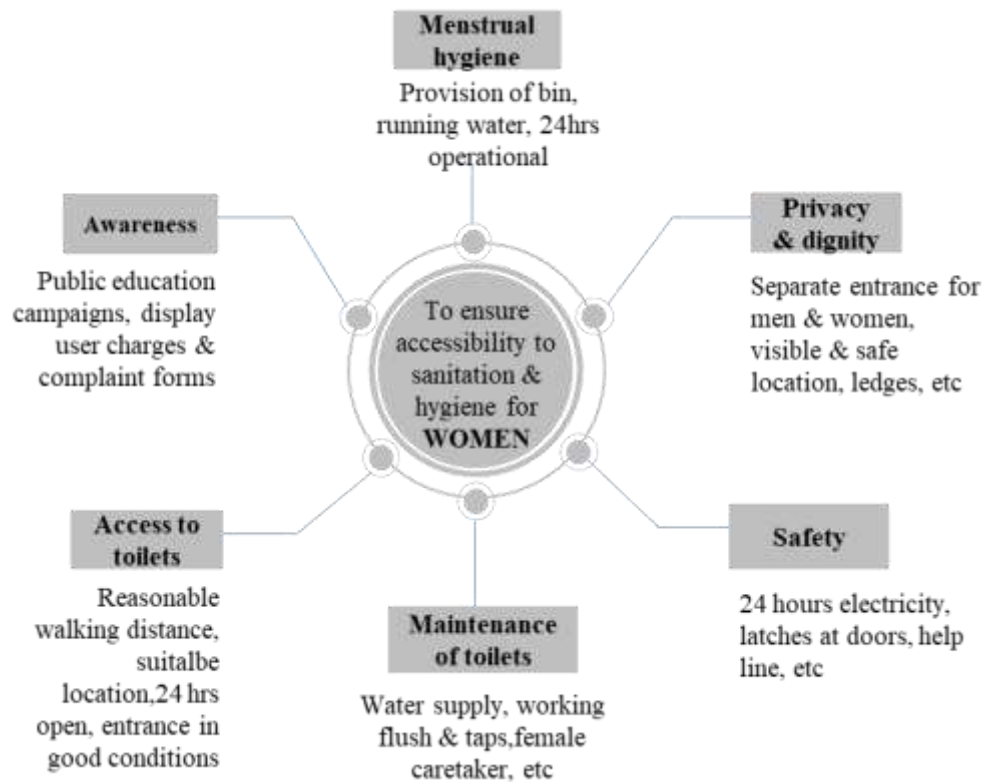 Menstrual
hygiene
Provision of bin,
running water, 24hrs
operational
Awareness
Public education
campaigns, display
user charges &
complaint forms
Privacy
& dignity
Separate entrance for
men & women,
visible & safe
location, ledges, etc
To ensure
accessibility to
sanitation &
hygiene for
WOMEN
Access to
toilets
Reasonable
walking distance,
suitalbe
location,24 hrs
open, entrance in
good conditions
Maintenance
of toilets
Water supply, working
flush & taps,female
caretaker, etc
Safety
24 hours electricity,
latches at doors, help
line, etc